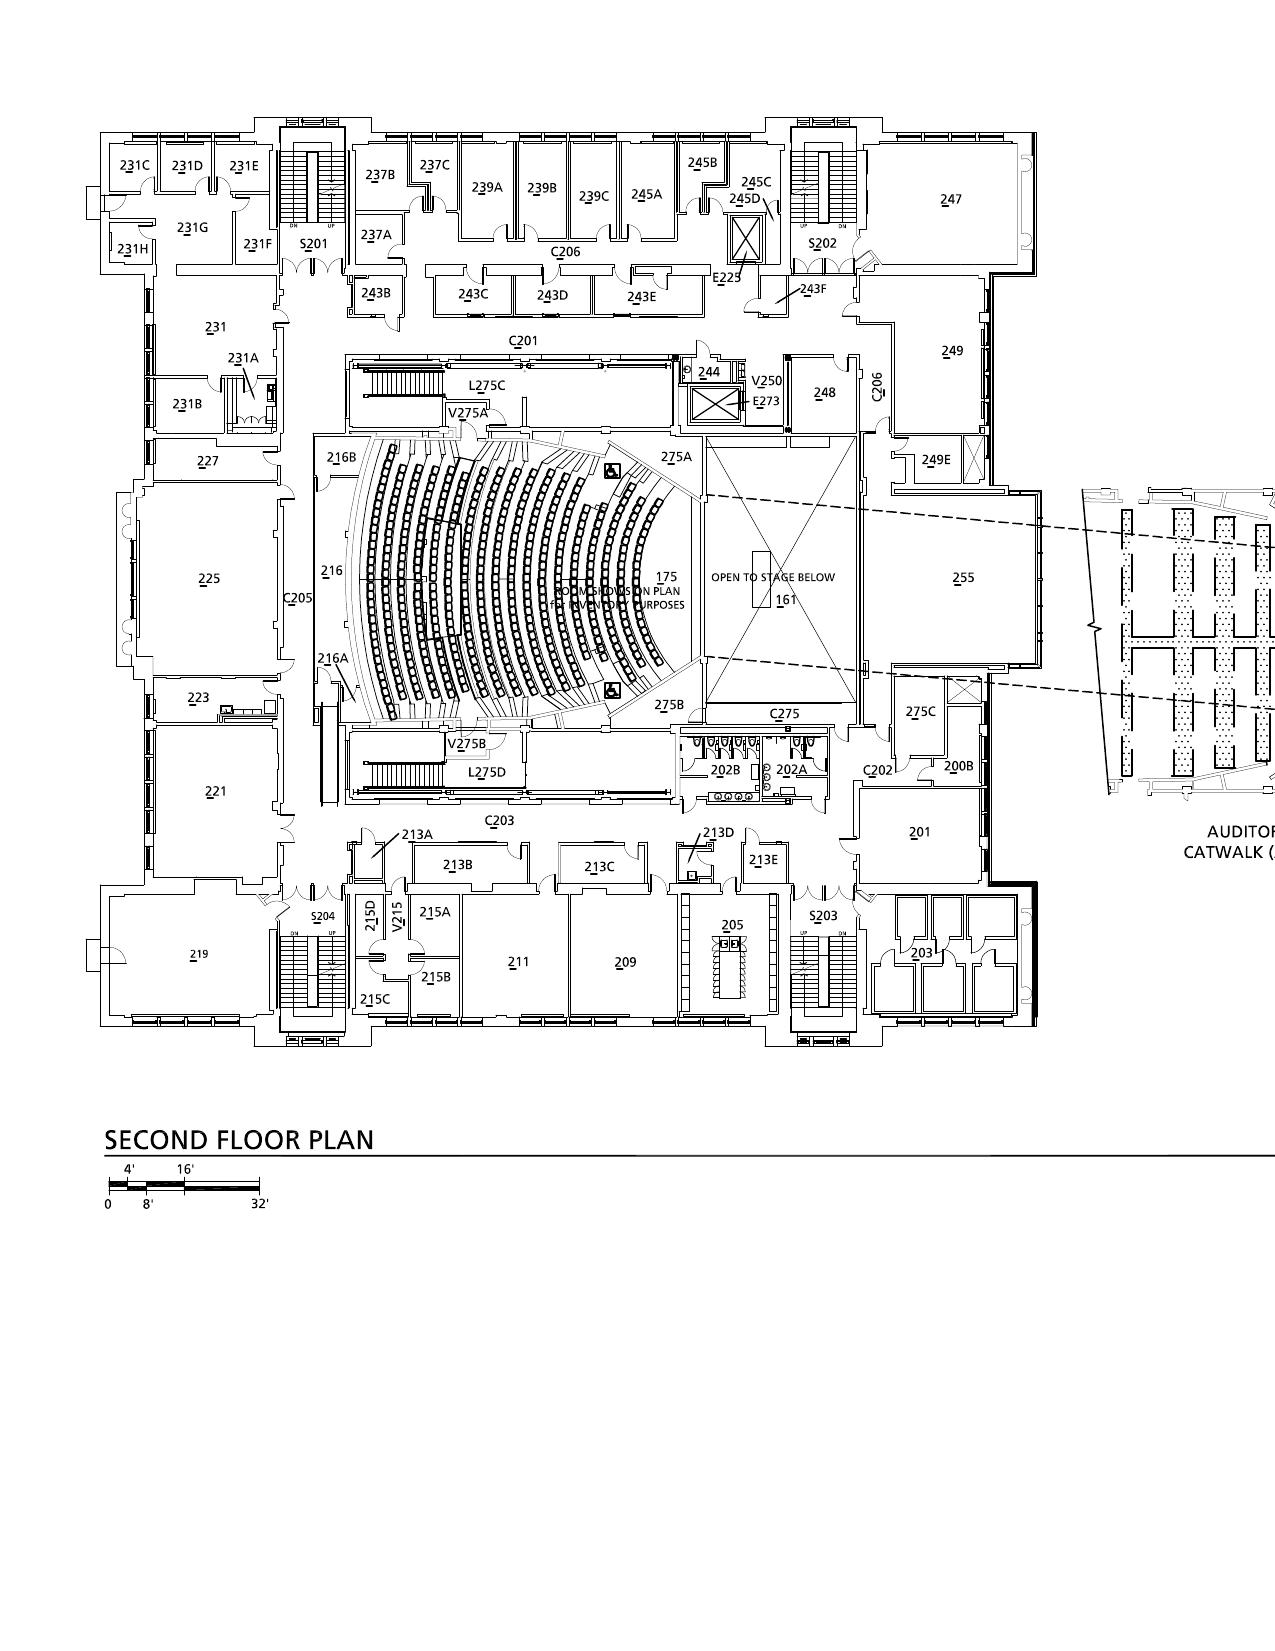 231C
231D
231E
237B
237C
239A
239B
239C
245A
245B
245C
245D
247
231G
231H
231F
DN
UP
S201
237A
C206
UP
DN
S202
E225
243B
243C
243D
243E
243F
231
231A
231B
C201
249
L275C
244
V250
E273
248
C206
V275A
227
216B
275A
249E
225
C205
216
175
ROOM SHOWS ON PLAN
for INVENTORY PURPOSES
OPEN TO STAGE BELOW
161
255
216A
223
275B
C275
275C
V275B
L275D
202B
202A
C202
200B
221
C203
213A
213B
213C
213D
213E
201
AUDITOR
CATWALK (
219
S204
DN
UP
215D
V215
215A
215B
215C
211
209
205
S203
UP
DN
203
SECOND FLOOR PLAN
4'
16'
0
8'
32'